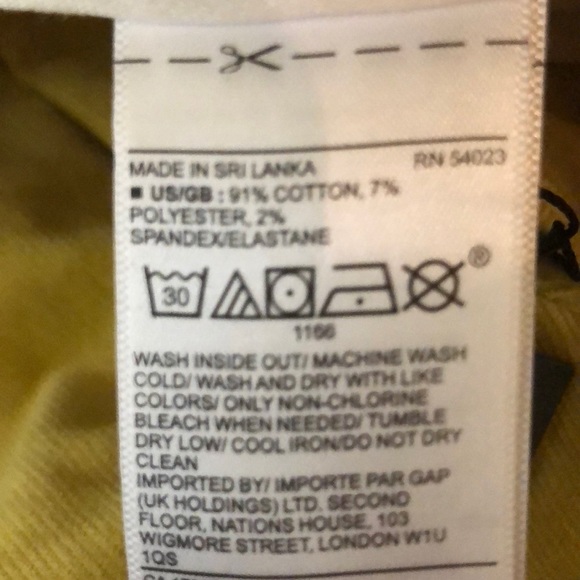 MADE IN SRI LANKA RN 54023
■ US/GB : 91% COTTON, 7%
POLYESTER, 2%
SPANDEX/ELASTANE
30 ®
1166
WASH INSIDE OUT/ MACHINE WASH
COLD/ WASH AND DRY WITH LIKE
COLORS/ ONLY NON-CHLORINE
BLEACH WHEN NEEDED/ TUMBLE
DRY LOW/ COOL IRON/DO NOT DRY
CLEAN
IMPORTED BY/ IMPORTE PAR GAP
(UK HOLDINGS) LTD. SECOND
FLOOR, NATIONS HOUSE, 103
WIGMORE STREET, LONDON W1U
1QS